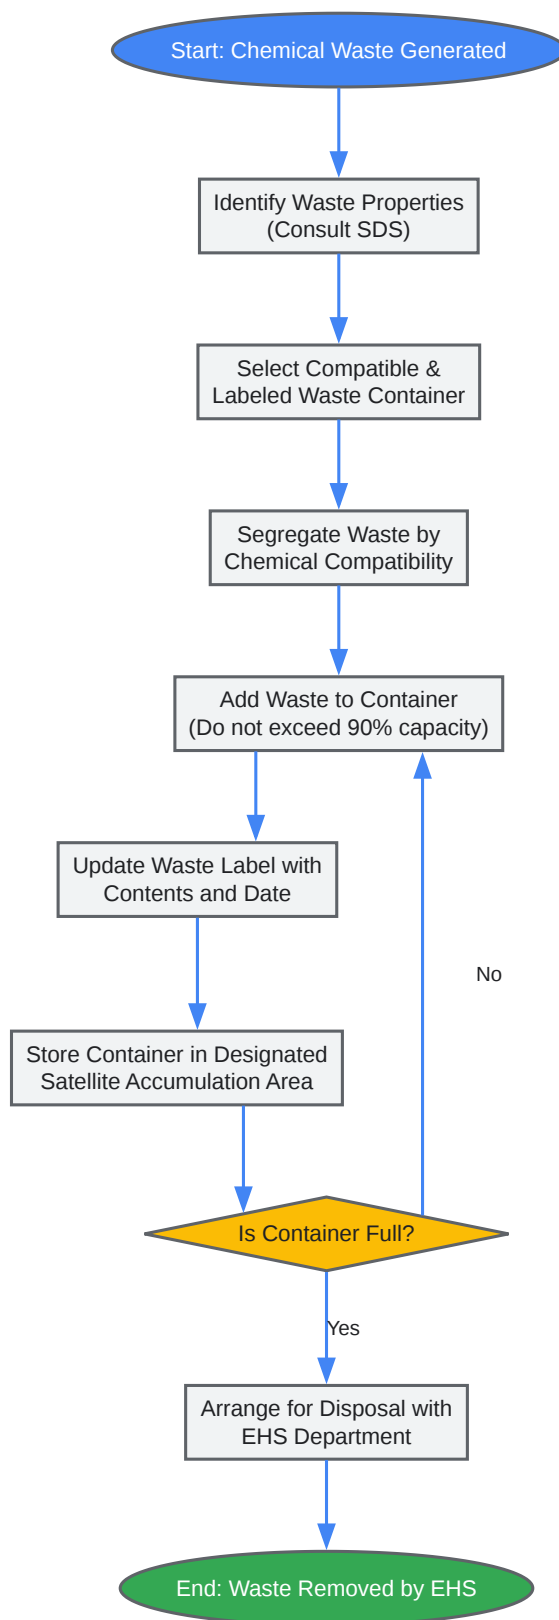 Start: Chemical Waste Generated
Identify Waste Properties
(Consult SDS)
Select Compatible &
Labeled Waste Container
Segregate Waste by
Chemical Compatibility
Add Waste to Container
(Do not exceed 90% capacity)
Update Waste Label with
Contents and Date
No
Store Container in Designated
Satellite Accumulation Area
Is Container Full?
Yes
Arrange for Disposal with
EHS Department
End: Waste Removed by EHS